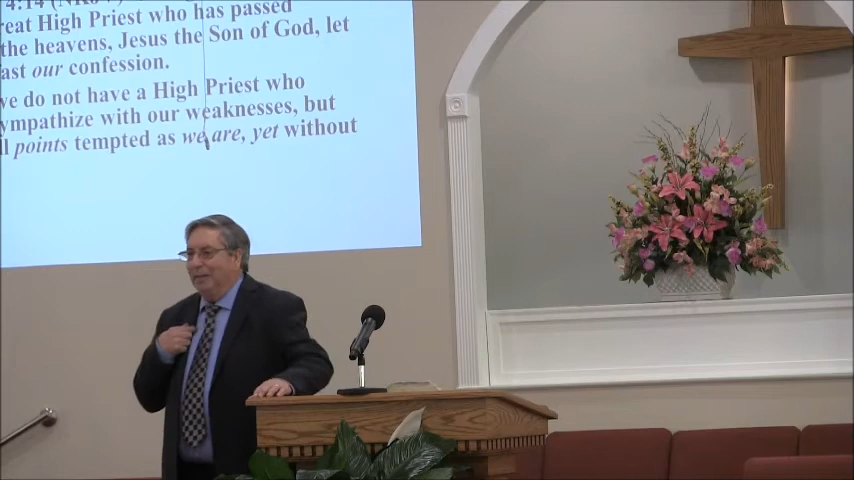 4:14 (NKJV)
reat High Priest who has passed
the heavens, Jesus the Son of God, let
ast our confession.
we do not have a High Priest who
ympathize with our weaknesses, but
ll points tempted as we are, yet without